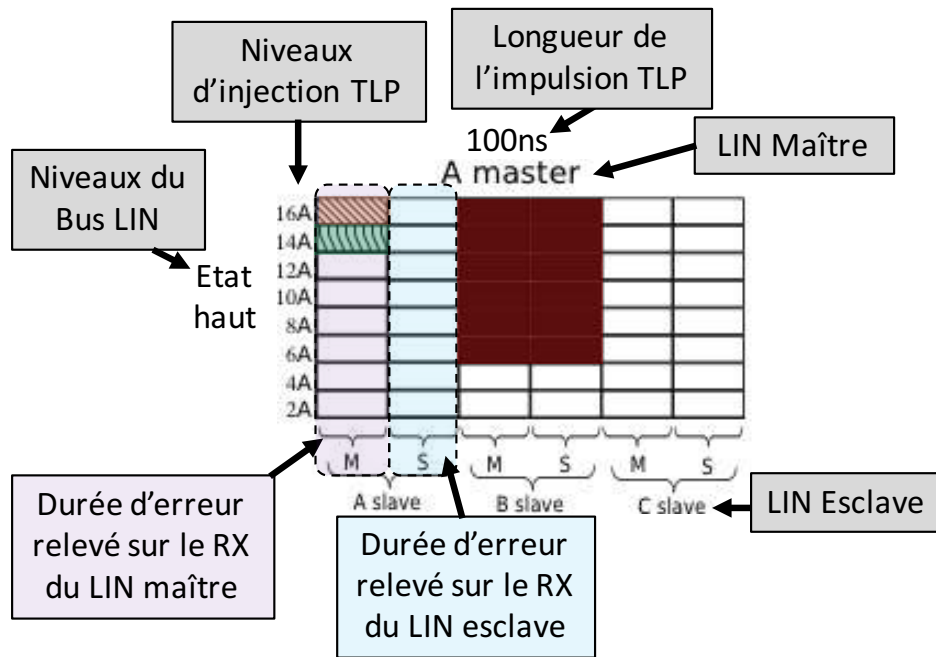 Niveaux
d'injection TLP
Longueur de
l'impulsion TLP
Niveaux du
Bus LIN
100ns
LIN Maître
A master
Etat
haut
16A
14A
12A
10A
8A
6A
4A
2A
M S M S M S
A slave B slave C slave
LIN Esclave
Durée d'erreur
relevé sur le RX
du LIN maître
Durée d'erreur
relevé sur le RX
du LIN esclave